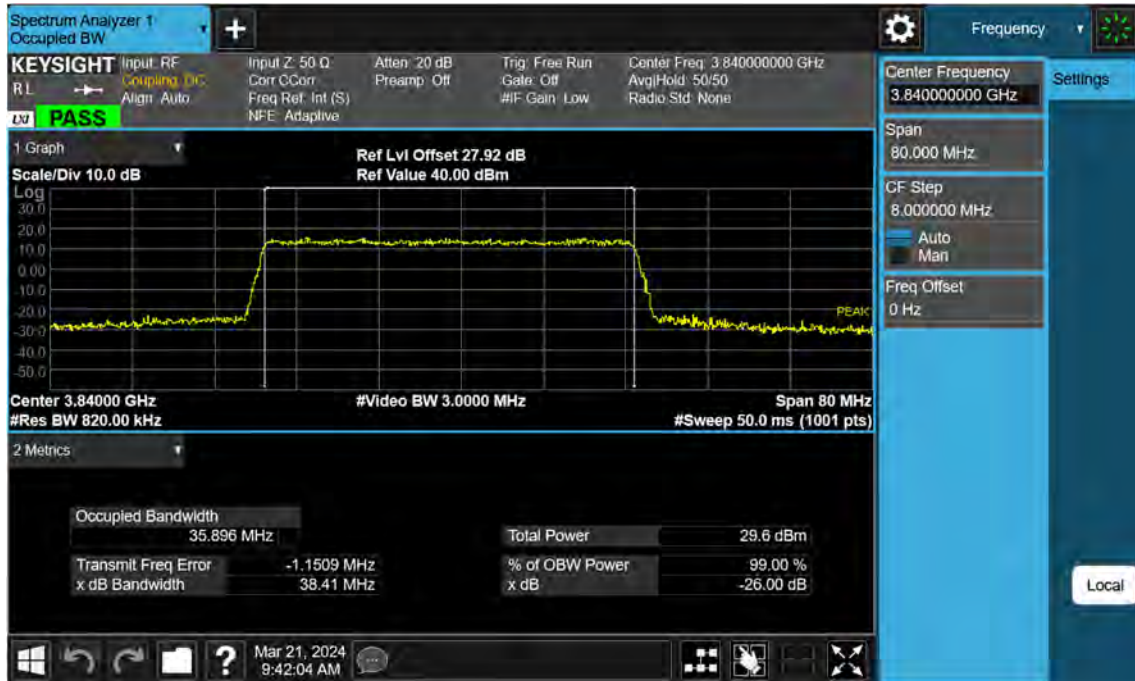 Spectrum Analyzer 1
Occupied BW
+
Frequency
KEYSIGHT
RL
LXI PASS
Input: RF
Coupling: DC
Align: Auto
Input Z: 50 Ω
Corr CCorr
Freq Ref: Int (S)
NFE: Adaptive
Atten: 20 dB
Preamp: Off
Trig: Free Run
Gate: Off
#IF Gain: Low
Center Freq: 3.840000000 GHz
Avg|Hold: 50/50
Radio Std: None
Center Frequency
3.840000000 GHz
Settings
Span
80.000 MHz
CF Step
8.000000 MHz
Auto
Man
Freq Offset
0 Hz
1 Graph
Scale/Div 10.0 dB
Ref Lvl Offset 27.92 dB
Ref Value 40.00 dBm
Log
30.0
20.0
10.0
0.00
-10.0
-20.0
-30.0
-40.0
-50.0
PEAK
Center 3.84000 GHz
#Video BW 3.0000 MHz
Span 80 MHz
#Res BW 820.00 kHz
#Sweep 50.0 ms (1001 pts)
2 Metrics
Occupied Bandwidth
35.896 MHz
Total Power 29.6 dBm
Transmit Freq Error -1.1509 MHz
% of OBW Power 99.00 %
x dB Bandwidth 38.41 MHz
x dB -26.00 dB
Local
?
Mar 21, 2024
9:42:04 AM